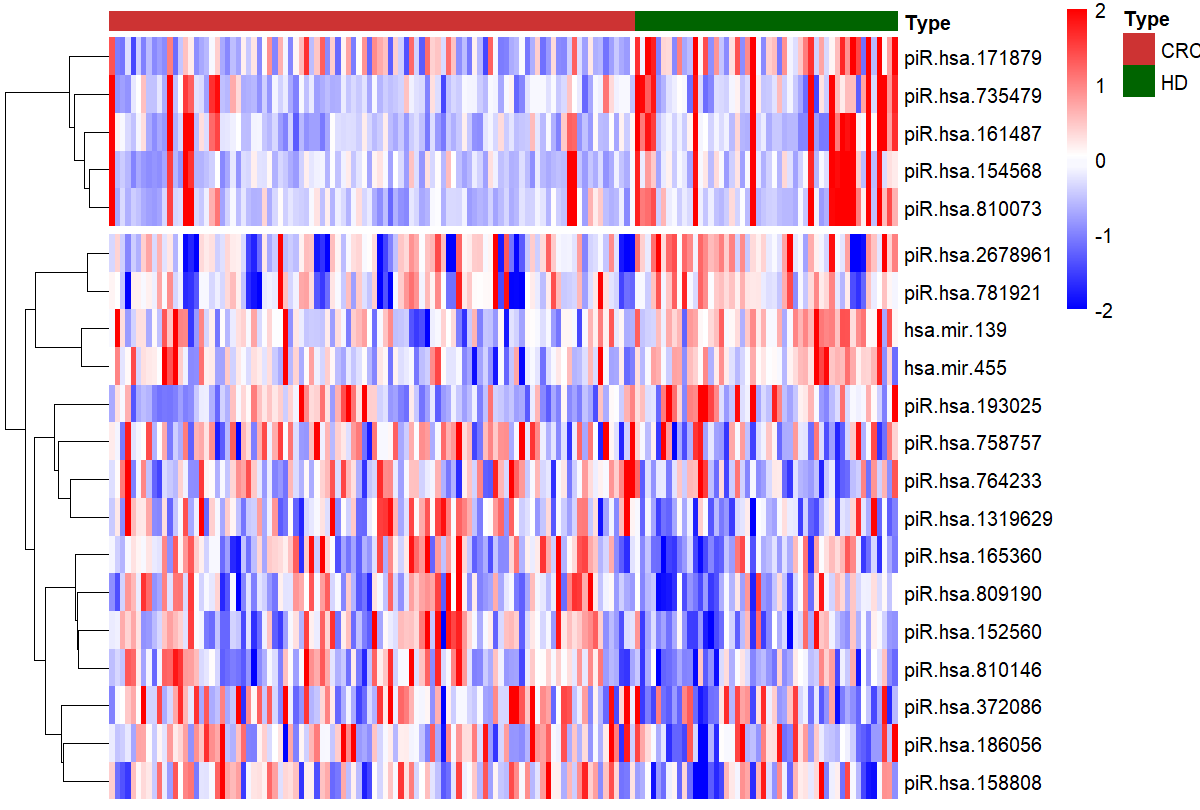 Type
piR.hsa.171879
piR.hsa.735479
piR.hsa.161487
piR.hsa.154568
piR.hsa.810073
piR.hsa.2678961
piR.hsa.781921
hsa.mir.139
hsa.mir.455
piR.hsa.193025
piR.hsa.758757
piR.hsa.764233
piR.hsa.1319629
piR.hsa.165360
piR.hsa.809190
piR.hsa.152560
piR.hsa.810146
piR.hsa.372086
piR.hsa.186056
piR.hsa.158808
2
1
0
-1
-2
Type
CRC
HD